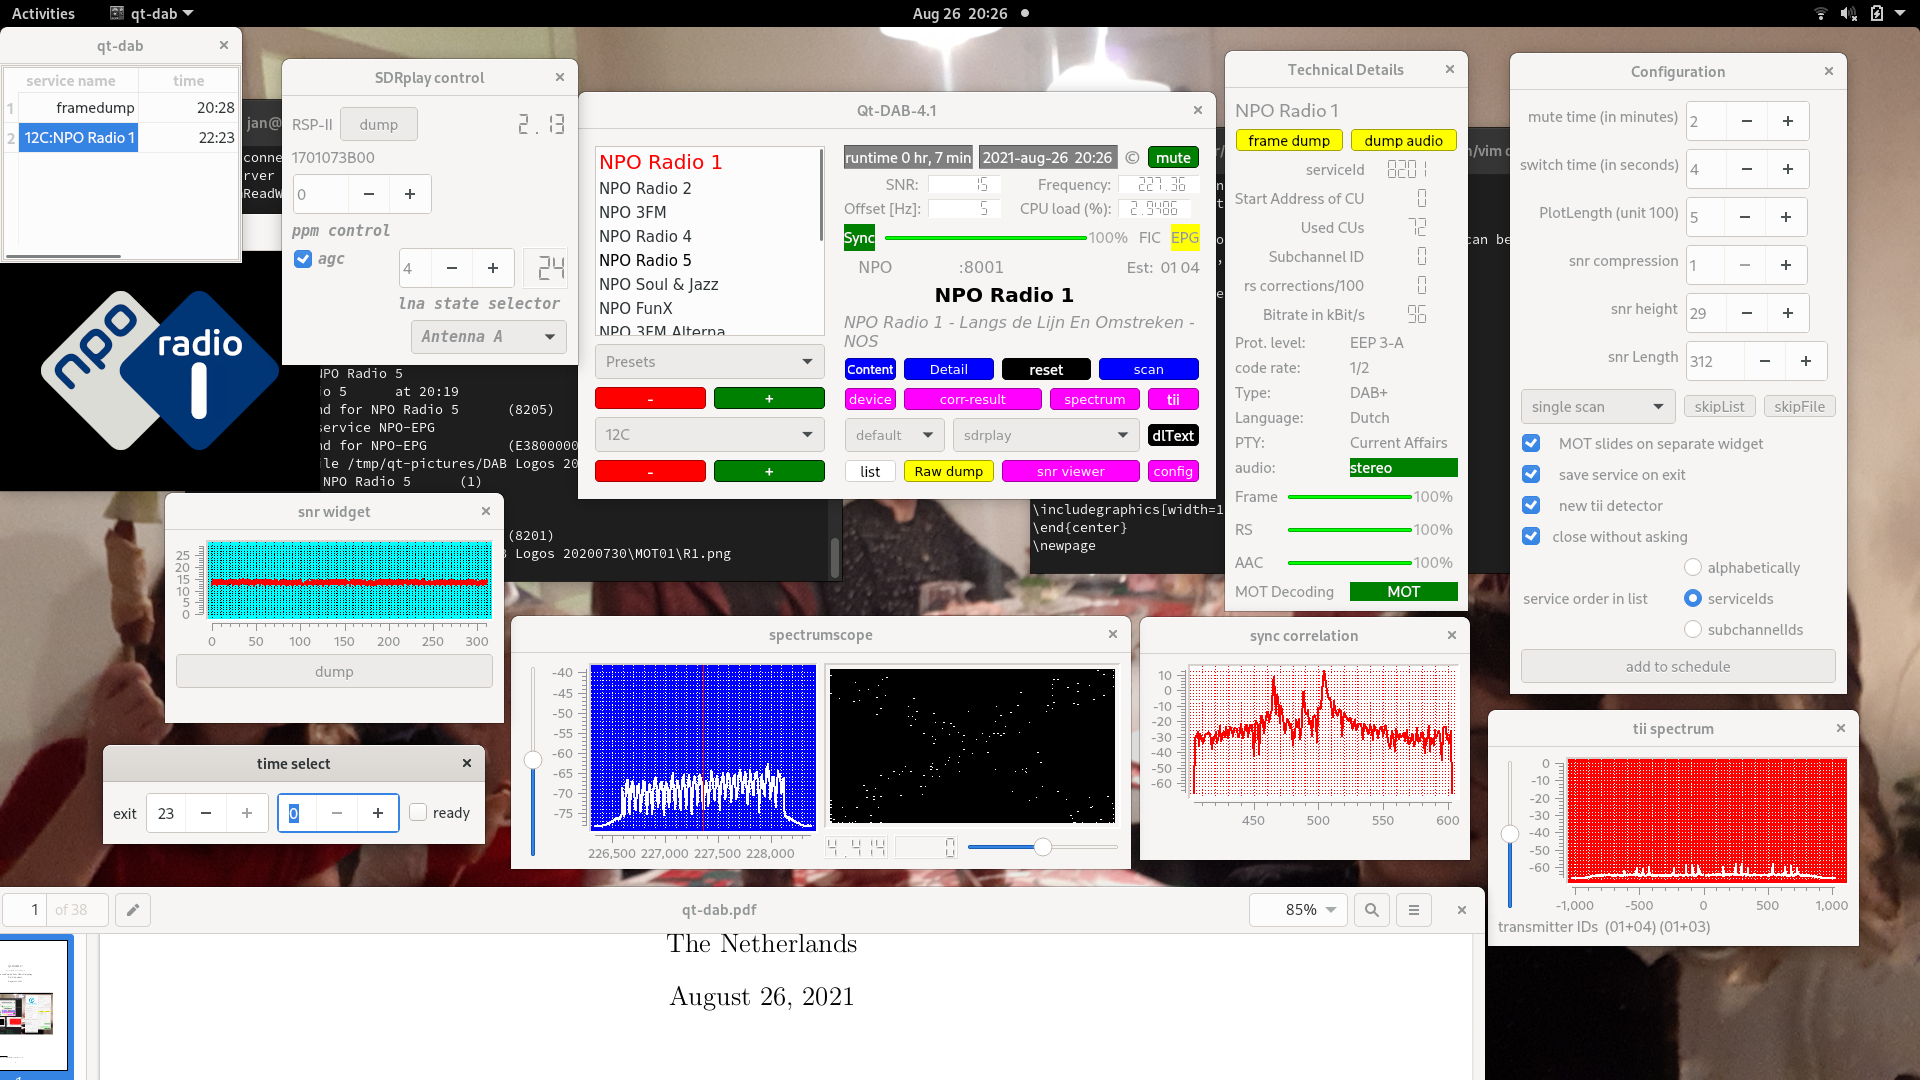 Activities
qt-dab
Aug 26 20:26
qt-dab
service name time
1 framedump 20:28
2 12C:NPO Radio 1 22:23
npo radio 1
SDRplay control
RSP-II dump 2.13
1701073B00
0 − +
ppm control
agc 4 − + 24
lna state selector
Antenna A
jan@
conne
rver
ReadW
NPO Radio 5
io 5 at 20:19
nd for NPO Radio 5 (8205)
service NPO-EPG
nd for NPO-EPG (E3800000
ile /tmp/qt-pictures/DAB Logos 20
NPO Radio 5 (1)
(8201)
Logos 20200730\MOT01\R1.png
Qt-DAB-4.1
NPO Radio 1
NPO Radio 2
NPO 3FM
NPO Radio 4
NPO Radio 5
NPO Soul & Jazz
NPO FunX
NPO 3FM Alterna
Presets
- +
12C
- +
runtime 0 hr, 7 min 2021-aug-26 20:26 © mute
SNR: 15 Frequency: 227.36
Offset [Hz]: 5 CPU load (%): 2.9486
Sync 100% FIC EPG
NPO :8001 Est: 01 04
NPO Radio 1
NPO Radio 1 - Langs de Lijn En Omstreken -
NOS
Content Detail reset scan
device corr-result spectrum tii
default sdrplay dlText
list Raw dump snr viewer config
\includegraphics[width=1
\end{center}
\newpage
/vim
can be
Technical Details
NPO Radio 1
frame dump dump audio
serviceId 8201
Start Address of CU 0
Used CUs 72
Subchannel ID 0
rs corrections/100 0
Bitrate in kBit/s 96
Prot. level: EEP 3-A
code rate: 1/2
Type: DAB+
Language: Dutch
PTY: Current Affairs
audio: stereo
Frame 100%
RS 100%
AAC 100%
MOT Decoding MOT
Configuration
mute time (in minutes) 2 − +
switch time (in seconds) 4 − +
PlotLength (unit 100) 5 − +
snr compression 1 − +
snr height 29 − +
snr Length 312 − +
single scan skipList skipFile
MOT slides on separate widget
save service on exit
new tii detector
close without asking
alphabetically
service order in list serviceIds
subchannelIds
add to schedule
snr widget
25
20
15
10
5
0
0 50 100 150 200 250 300
dump
time select
exit 23 − + 0 − + ready
spectrumscope
-40
-45
-50
-55
-60
-65
-70
-75
226,500 227,000 227,500 228,000
4.419 0
sync correlation
10
0
-10
-20
-30
-40
-50
-60
450 500 550 600
tii spectrum
0
-10
-20
-30
-40
-50
-60
-1,000 -500 0 500 1,000
transmitter IDs (01+04) (01+03)
1 of 38 qt-dab.pdf 85%
The Netherlands
August 26, 2021